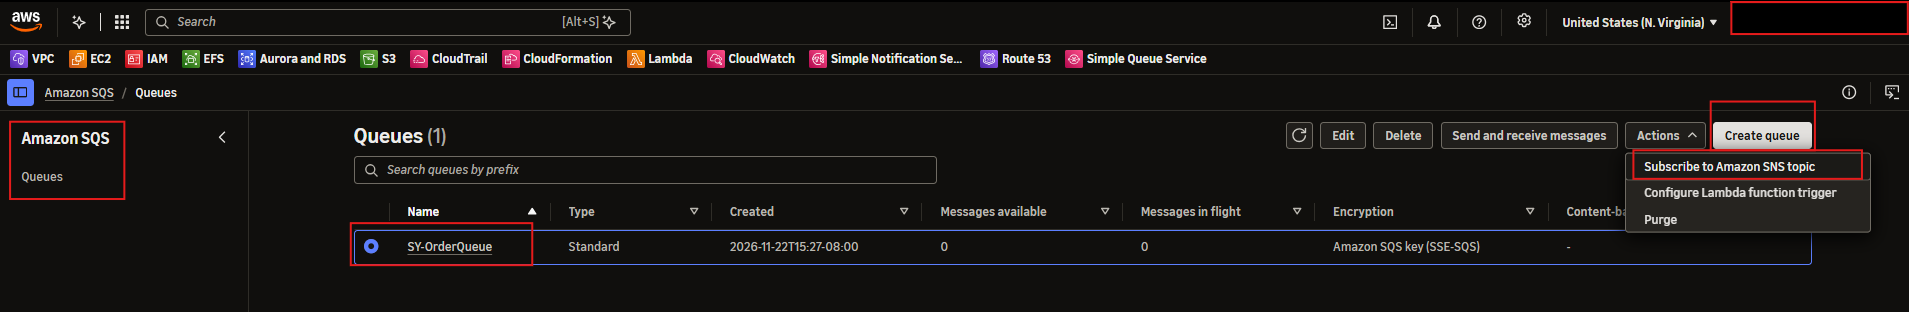 aws Search [Alt+S] United States (N. Virginia)
VPC EC2 IAM EFS Aurora and RDS S3 CloudTrail CloudFormation Lambda CloudWatch Simple Notification Se... Route 53 Simple Queue Service
Amazon SQS / Queues
Amazon SQS
Queues
Queues (1) Edit Delete Send and receive messages Actions Create queue
Search queues by prefix
Subscribe to Amazon SNS topic
Configure Lambda function trigger
Purge
Name Type Created Messages available Messages in flight Encryption Content-ba
SY-OrderQueue Standard 2026-11-22T15:27-08:00 0 0 Amazon SQS key (SSE-SQS) -